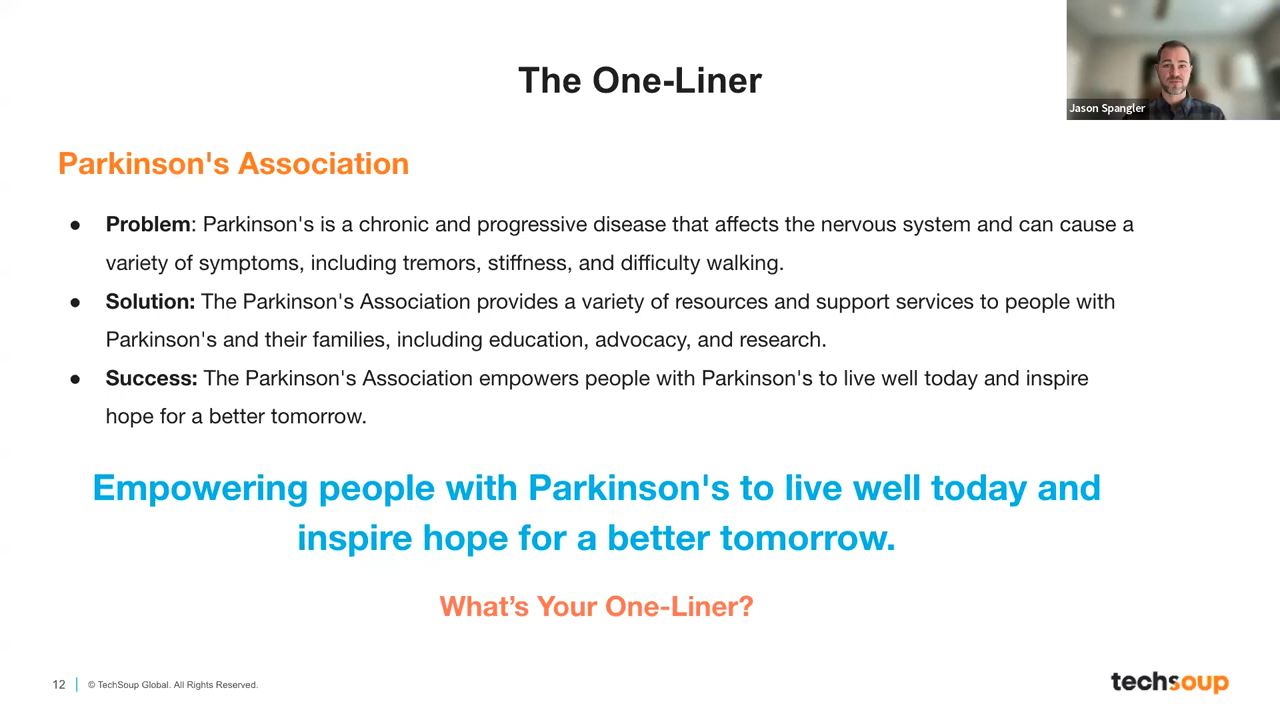 The One-Liner
Jason Spangler
Parkinson's Association
● Problem: Parkinson's is a chronic and progressive disease that affects the nervous system and can cause a
variety of symptoms, including tremors, stiffness, and difficulty walking.
● Solution: The Parkinson's Association provides a variety of resources and support services to people with
Parkinson's and their families, including education, advocacy, and research.
● Success: The Parkinson's Association empowers people with Parkinson's to live well today and inspire
hope for a better tomorrow.
Empowering people with Parkinson's to live well today and
inspire hope for a better tomorrow.
What’s Your One-Liner?
12 | © TechSoup Global. All Rights Reserved.
techsoup